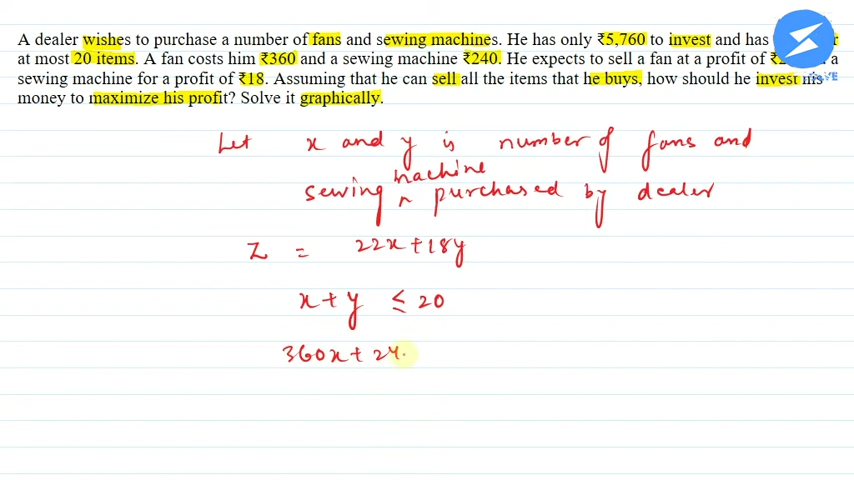 A dealer wishes to purchase a number of fans and sewing machines. He has only ₹5,760 to invest and has
at most 20 items. A fan costs him ₹360 and a sewing machine ₹240. He expects to sell a fan at a profit of
sewing machine for a profit of ₹18. Assuming that he can sell all the items that he buys, how should he invest his
money to maximize his profit? Solve it graphically.
Let x and y is number of fans and
machine
sewing ^ purchased by dealer
Z = 22x+18y
x+y ≤ 20
360x+24